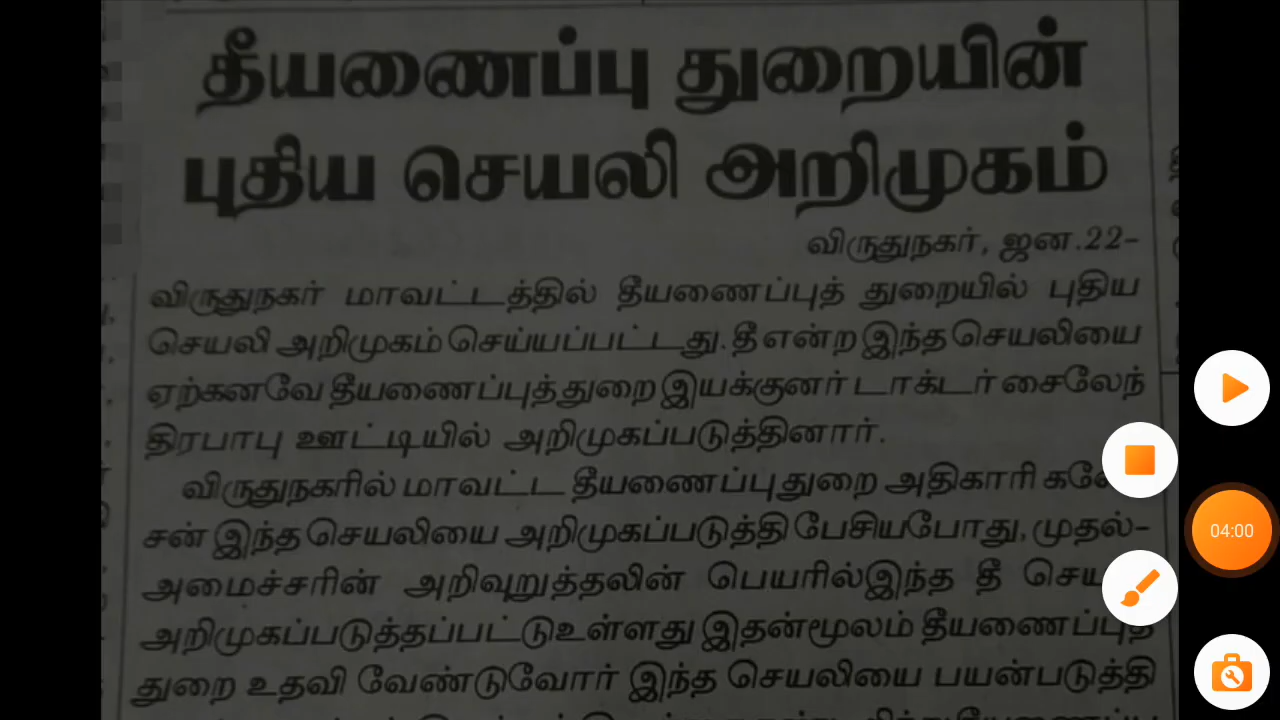 தீயணைப்பு துறையின்
புதிய செயலி அறிமுகம்
விருதுநகர், ஜன.22-
விருதுநகர் மாவட்டத்தில் தீயணைப்புத் துறையில் புதிய
செயலி அறிமுகம் செய்யப்பட்டது. தீ என்ற இந்த செயலியை
ஏற்கனவே தீயணைப்புத் துறை இயக்குனர் டாக்டர் சைலேந்
திரபாபு ஊட்டியில் அறிமுகப்படுத்தினார்.
விருதுநகரில் மாவட்ட தீயணைப்பு துறை அதிகாரி
சன் இந்த செயலியை அறிமுகப்படுத்தி பேசியபோது, முதல்-
அமைச்சரின் அறிவுறுத்தலின் பெயரில் இந்த தீ
அறிமுகப்படுத்தப்பட்டு உள்ளது இதன் மூலம் தீயணைப்புத்
துறை உதவி வேண்டுவோர் இந்த செயலியை பயன்படுத்தி
04:00